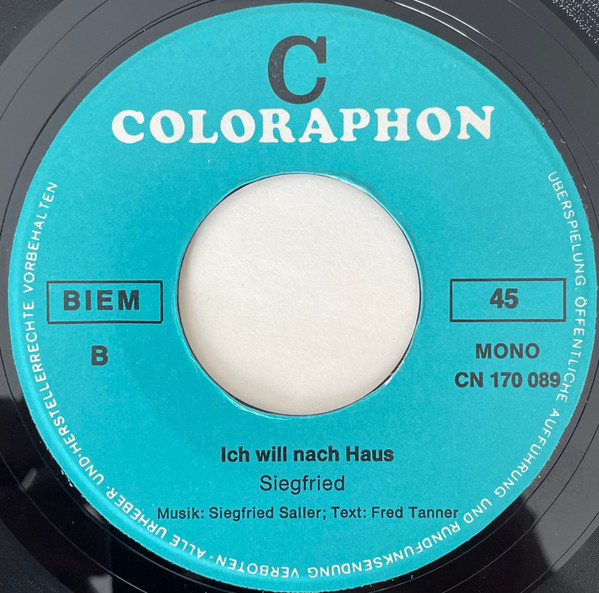 C
COLORAPHON
BIEM
45
B
MONO
CN 170 089
Ich will nach Haus
Siegfried
Musik: Siegfried Saller; Text: Fred Tanner
ALLE URHEBER- UND HERSTELLERRECHTE VORBEHALTEN
ÜBERSPIELUNG, ÖFFENTLICHE AUFFÜHRUNG UND RUNDFUNKSENDUNG VERBOTEN ·